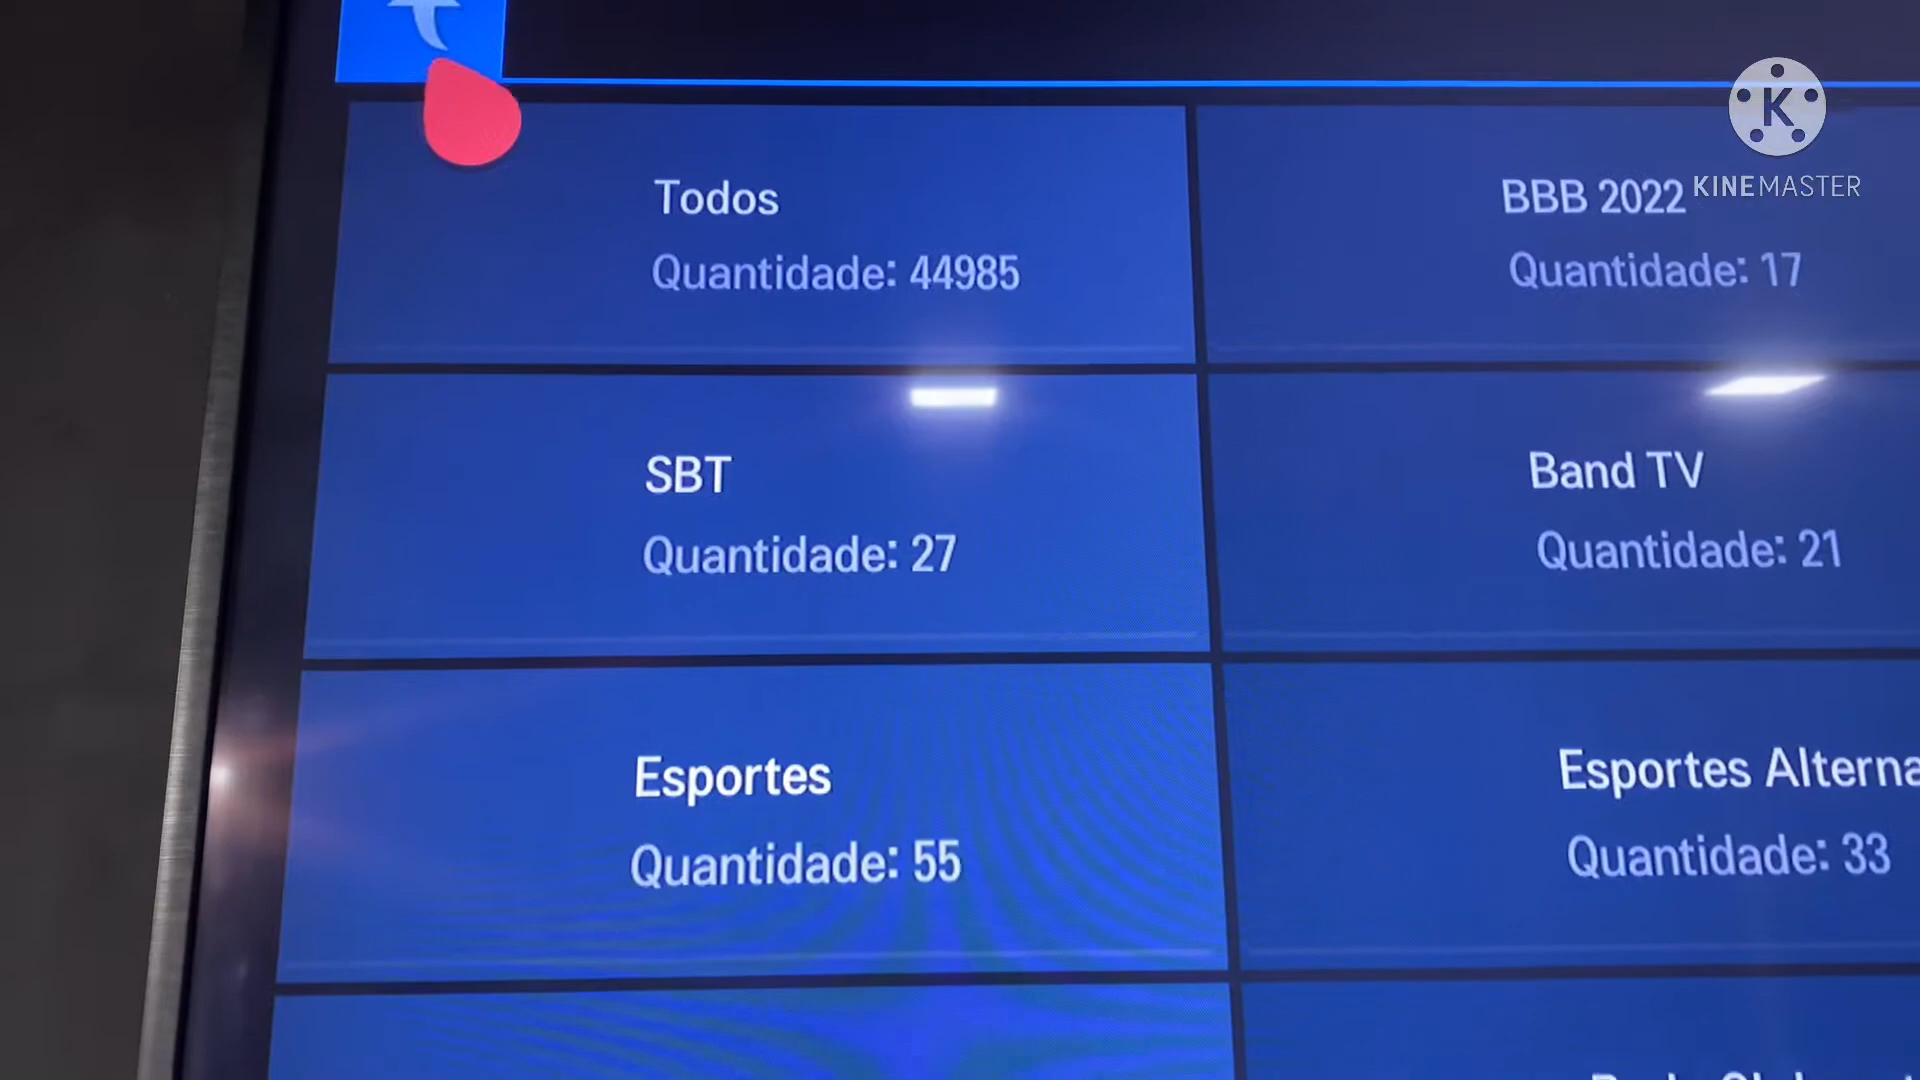 Todos
Quantidade: 44985
BBB 2022
Quantidade: 17
K
KINEMASTER
SBT
Quantidade: 27
Band TV
Quantidade: 21
Esportes
Quantidade: 55
Esportes Alterna
Quantidade: 33